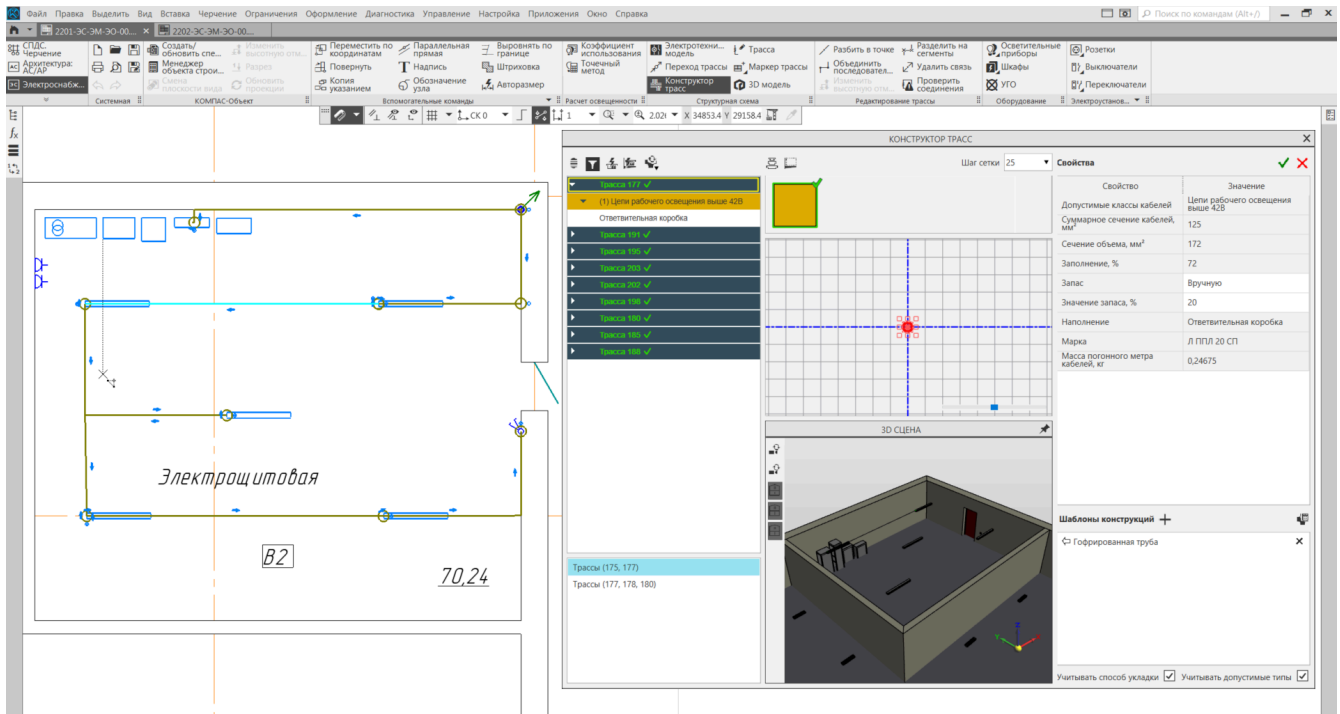 Файл Правка Выделить Вид Вставка Черчение Ограничения Оформление Диагностика Управление Настройка Приложения Окно Справка
Поиск по командам (Alt+/)
2201-ЭС-ЭМ-ЭО-00....
2202-ЭС-ЭМ-ЭО-00....
СПДС. Черчение
Архитектура: АС/АР
Электроснабж...
Системная
Создать/ обновить спе...
Менеджер объекта строи...
Смена плоскости вида
Изменить высотную отм...
Разрез
Обновить проекции
КОМПАС-Объект
Переместить по координатам
Повернуть
Копия указанием
Параллельная прямая
Надпись
Обозначение узла
Выровнять по границе
Штриховка
Авторазмер
Вспомогательные команды
Коэффициент использования
Точечный метод
Расчет освещенности
Электротехни... модель
Переход трассы
Конструктор трасс
Трасса
Маркер трассы
3D модель
Структурная схема
Разбить в точке
Объединить последовател...
Изменить высотную отм...
Разделить на сегменты
Удалить связь
Проверить соединения
Редактирование трассы
Осветительные приборы
Шкафы
УГО
Оборудование
Розетки
Выключатели
Переключатели
Электроустанов...
СК 0
1
X 34853.4 Y 29158.4
КОНСТРУКТОР ТРАСС
Шаг сетки 25
Свойства
Трасса 177
(1) Цепи рабочего освещения выше 42В
Ответвительная коробка
Трасса 191
Трасса 195
Трасса 203
Трасса 202
Трасса 198
Трасса 180
Трасса 185
Трасса 188
Трассы (175, 177)
Трассы (177, 178, 180)
3D СЦЕНА
Свойство Значение
Допустимые классы кабелей Цепи рабочего освещения выше 42В
Суммарное сечение кабелей, мм² 125
Сечение объема, мм² 172
Заполнение, % 72
Запас Вручную
Значение запаса, % 20
Наполнение Ответвительная коробка
Марка Л ППЛ 20 СП
Масса погонного метра кабелей, кг 0,24675
Шаблоны конструкций
Гофрированная труба
Учитывать способ укладки
Учитывать допустимые типы
Электрощитовая
В2
70,24